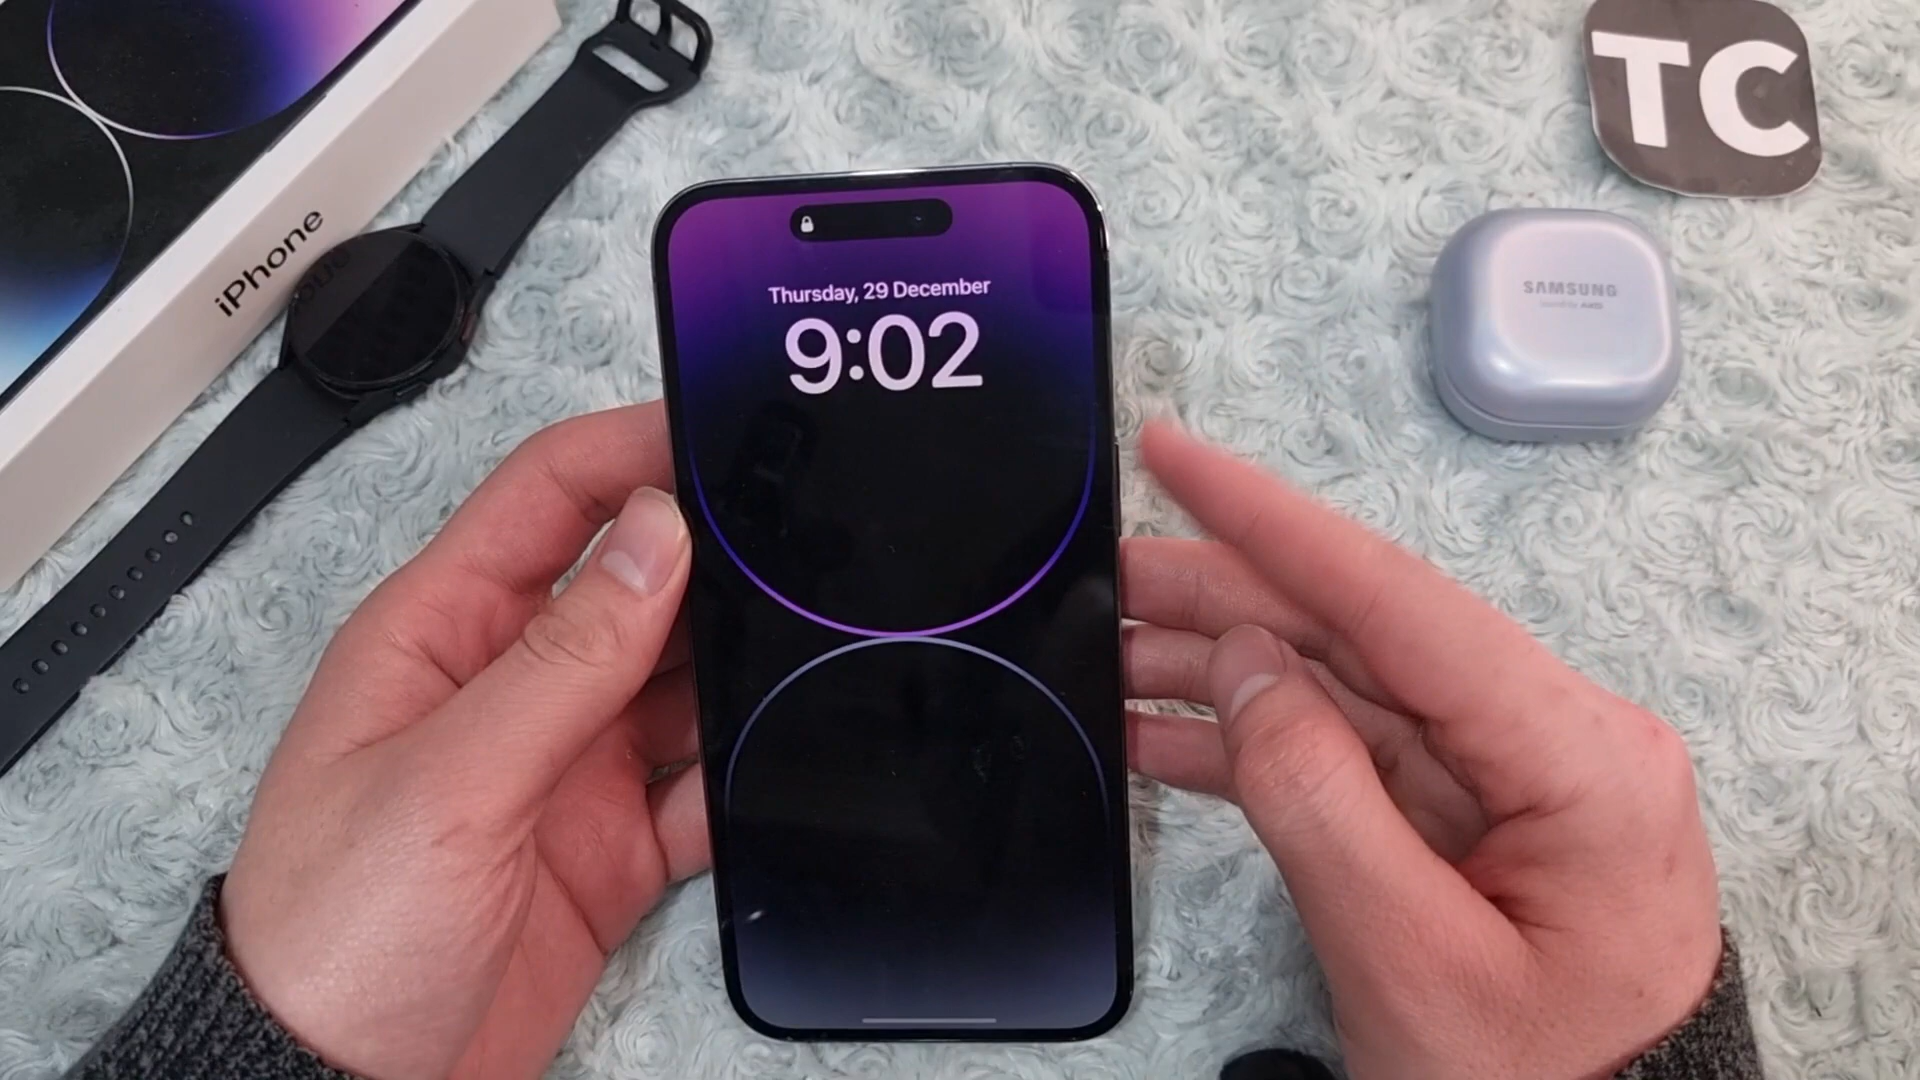 iPhone
TC
Thursday, 29 December
9:02
SAMSUNG